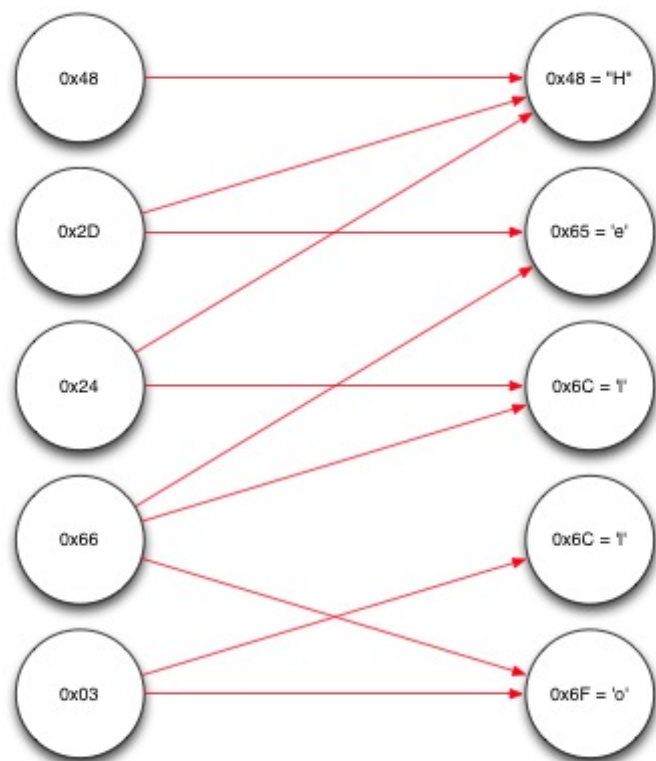 0x48
0x48 = "H"
0x2D
0x65 = 'e'
0x24
0x6C = 'l'
0x66
0x6C = 'l'
0x03
0x6F = 'o'